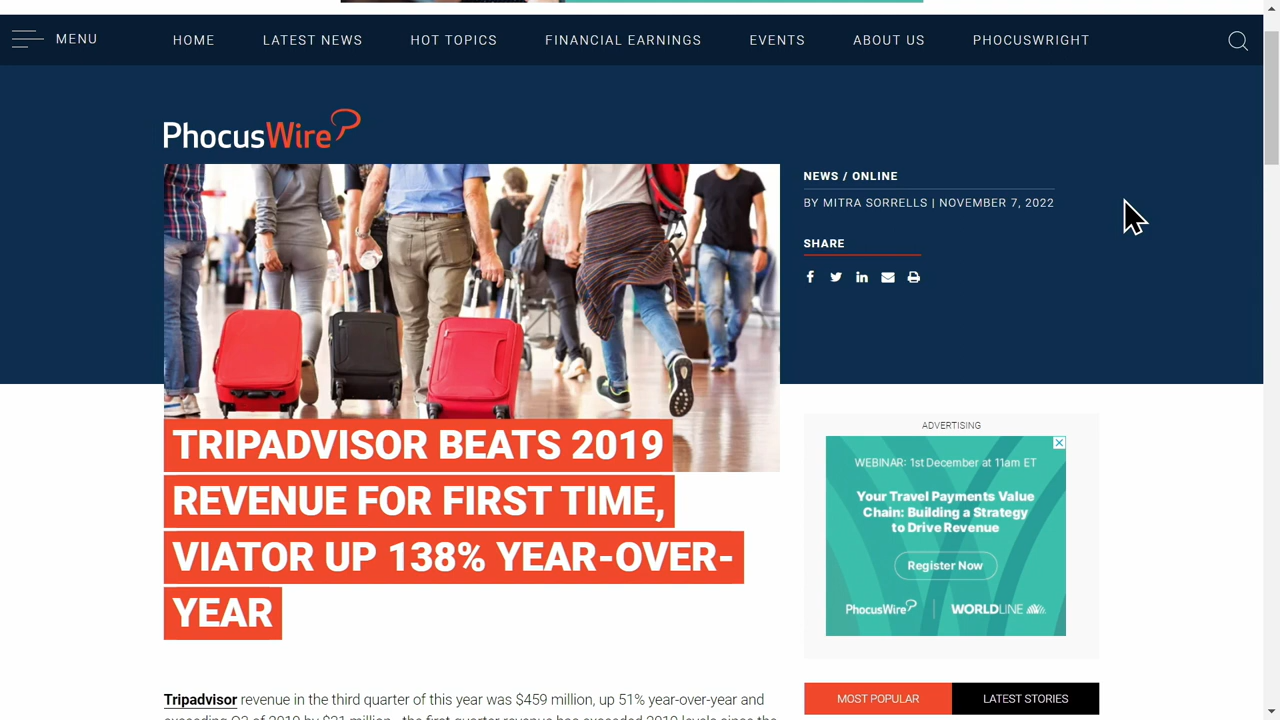 MENU
HOME
LATEST NEWS
HOT TOPICS
FINANCIAL EARNINGS
EVENTS
ABOUT US
PHOCUSWRIGHT
PhocusWire
NEWS / ONLINE
BY MITRA SORRELLS | NOVEMBER 7, 2022
SHARE
TRIPADVISOR BEATS 2019
REVENUE FOR FIRST TIME,
VIATOR UP 138% YEAR-OVER-
YEAR
Tripadvisor revenue in the third quarter of this year was $459 million, up 51% year-over-year and
ADVERTISING
WEBINAR: 1st December at 11am ET
Your Travel Payments Value
Chain: Building a Strategy
to Drive Revenue
Register Now
PhocusWire
WORLDLINE
MOST POPULAR
LATEST STORIES